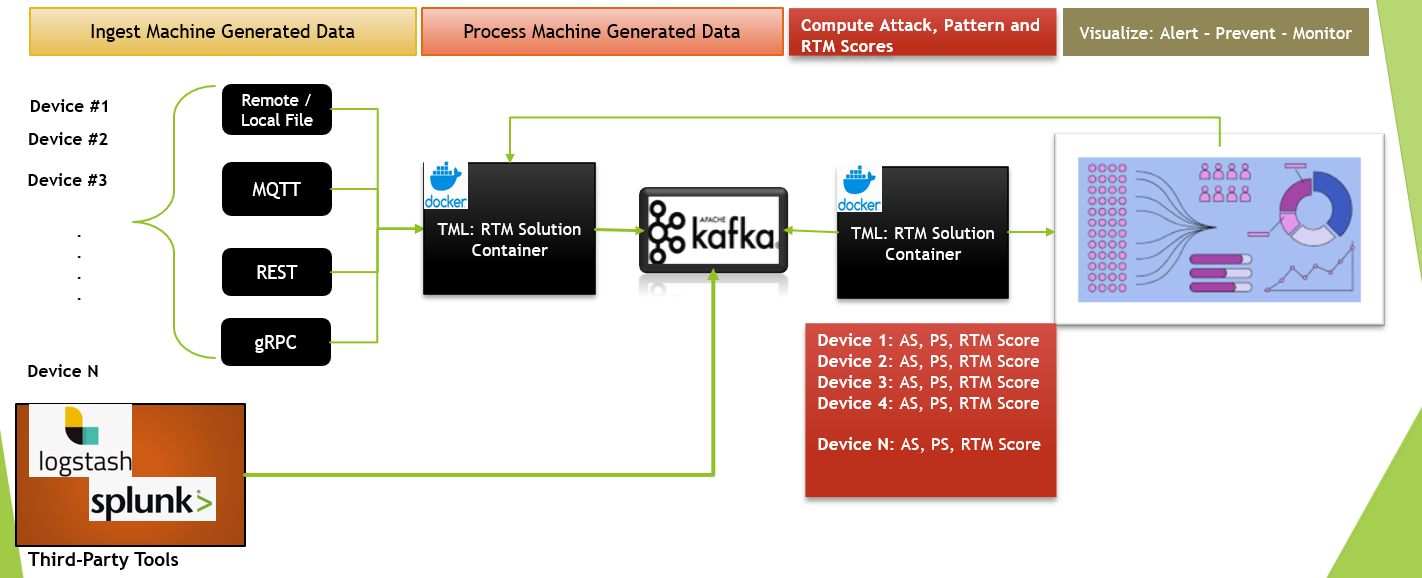 Ingest Machine Generated Data
Process Machine Generated Data
Compute Attack, Pattern and
RTM Scores
Visualize: Alert – Prevent - Monitor
Device #1
Device #2
Device #3
.
.
.
.
Device N
Remote /
Local File
MQTT
REST
gRPC
docker
TML: RTM Solution
Container
APACHE
kafka
docker
TML: RTM Solution
Container
Device 1: AS, PS, RTM Score
Device 2: AS, PS, RTM Score
Device 3: AS, PS, RTM Score
Device 4: AS, PS, RTM Score
Device N: AS, PS, RTM Score
logstash
splunk>
Third-Party Tools